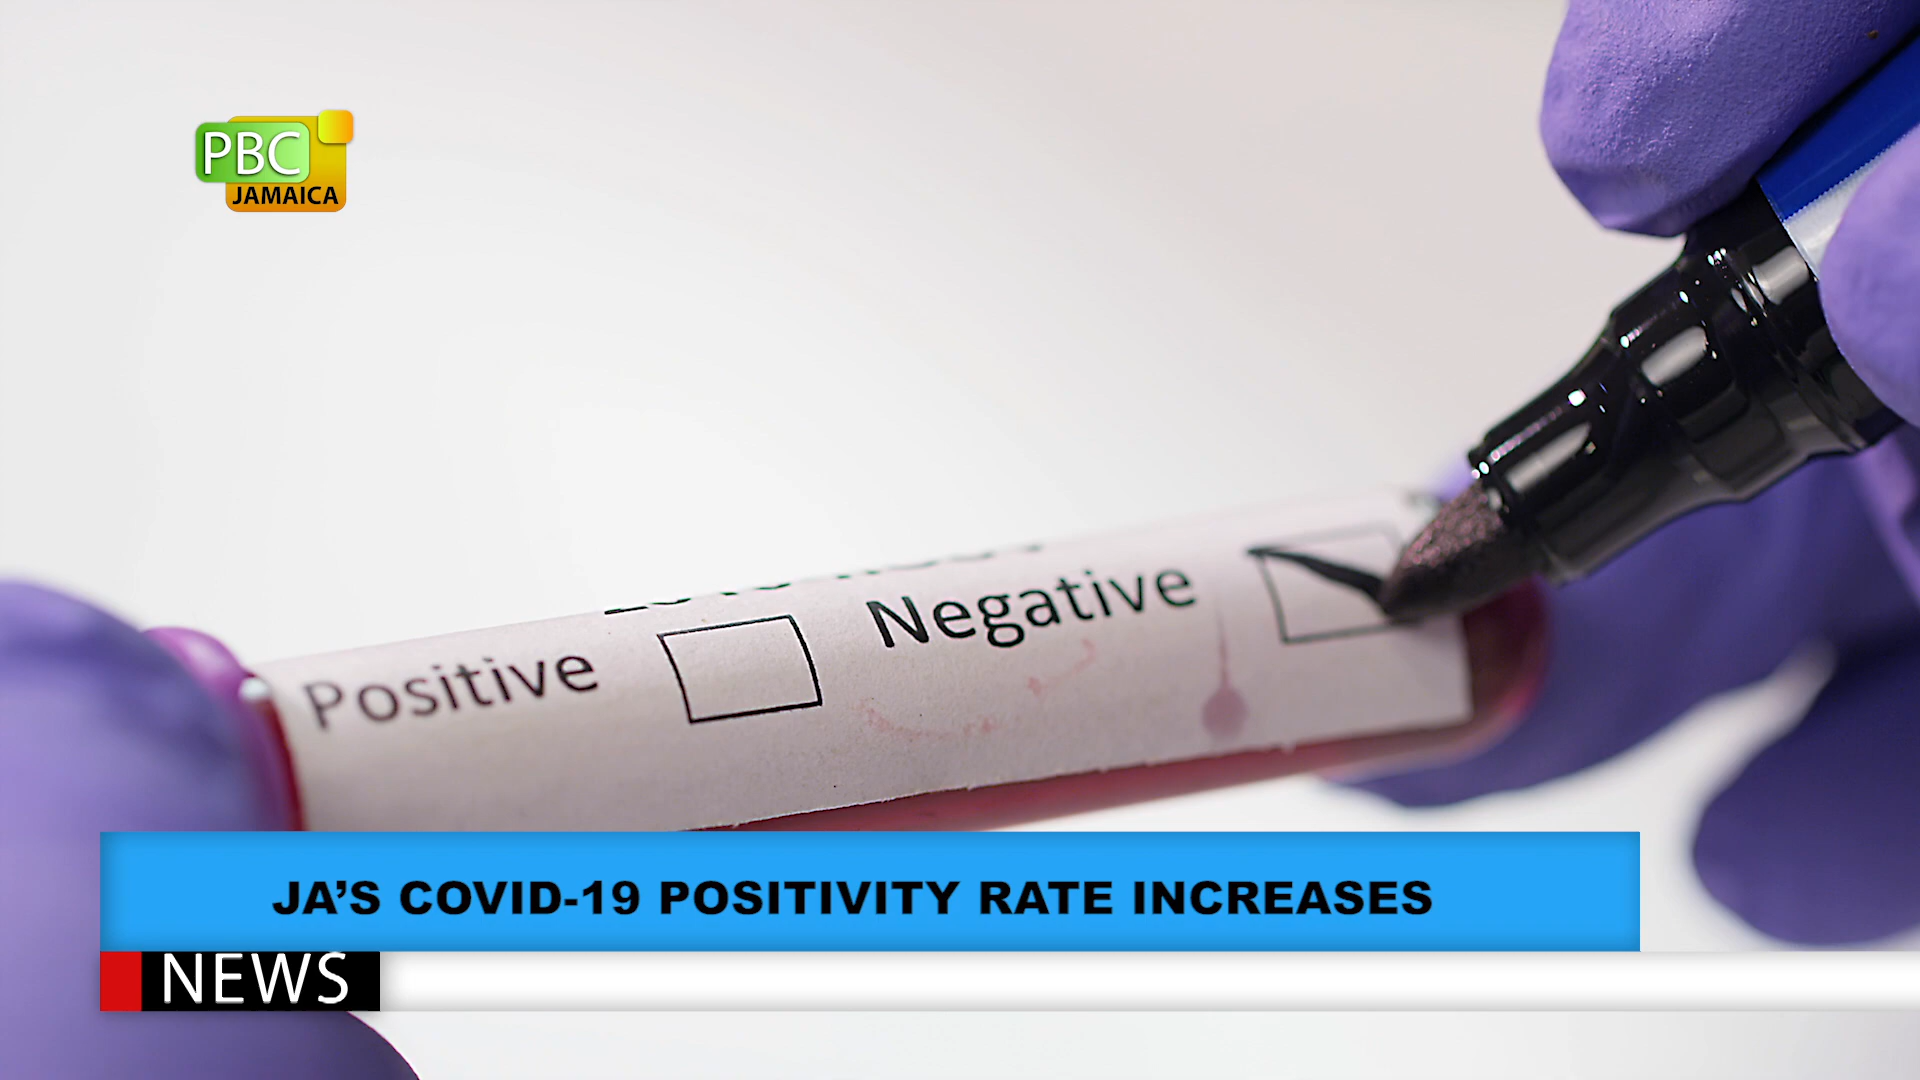 PBC
JAMAICA
Positive
Negative
JA’S COVID-19 POSITIVITY RATE INCREASES
NEWS